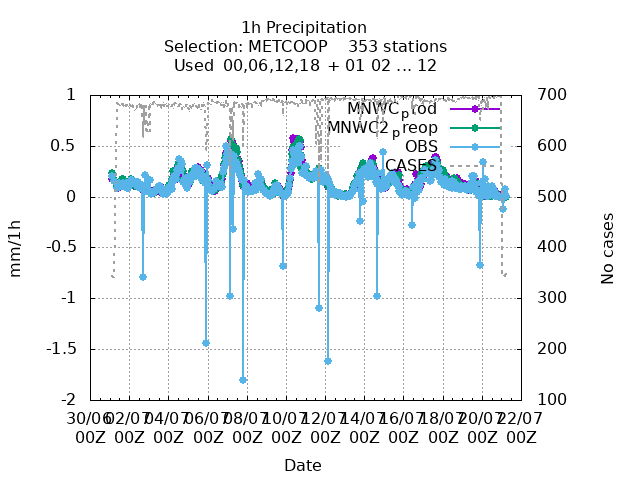 1h Precipitation
Selection: METCOOP    353 stations
Used  00,06,12,18  + 01 02 ... 12
1
0.5
0
-0.5
-1
-1.5
-2
mm/1h
700
600
500
400
300
200
100
No cases
MNWC_prod
MNWC2_preop
OBS
CASES
30/06 02/07 04/07 06/07 08/07 10/07 12/07 14/07 16/07 18/07 20/07 22/07
00Z 00Z 00Z 00Z 00Z 00Z 00Z 00Z 00Z 00Z 00Z 00Z
Date